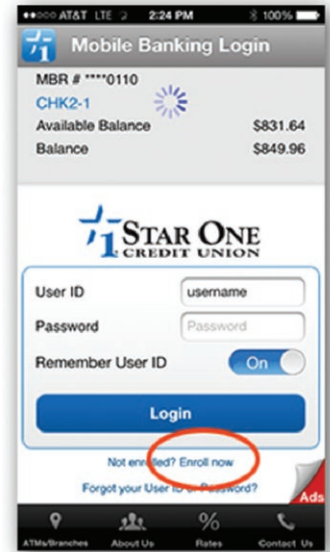 AT&T LTE 2:24 PM 100%
Mobile Banking Login
MBR # ****0110
CHK2-1
Available Balance $831.64
Balance $849.96
STAR ONE
CREDIT UNION
User ID username
Password Password
Remember User ID On
Login
Not enrolled? Enroll now
Forgot your User ID or Password?
Ads
ATMs/Branches About Us Rates Contact Us